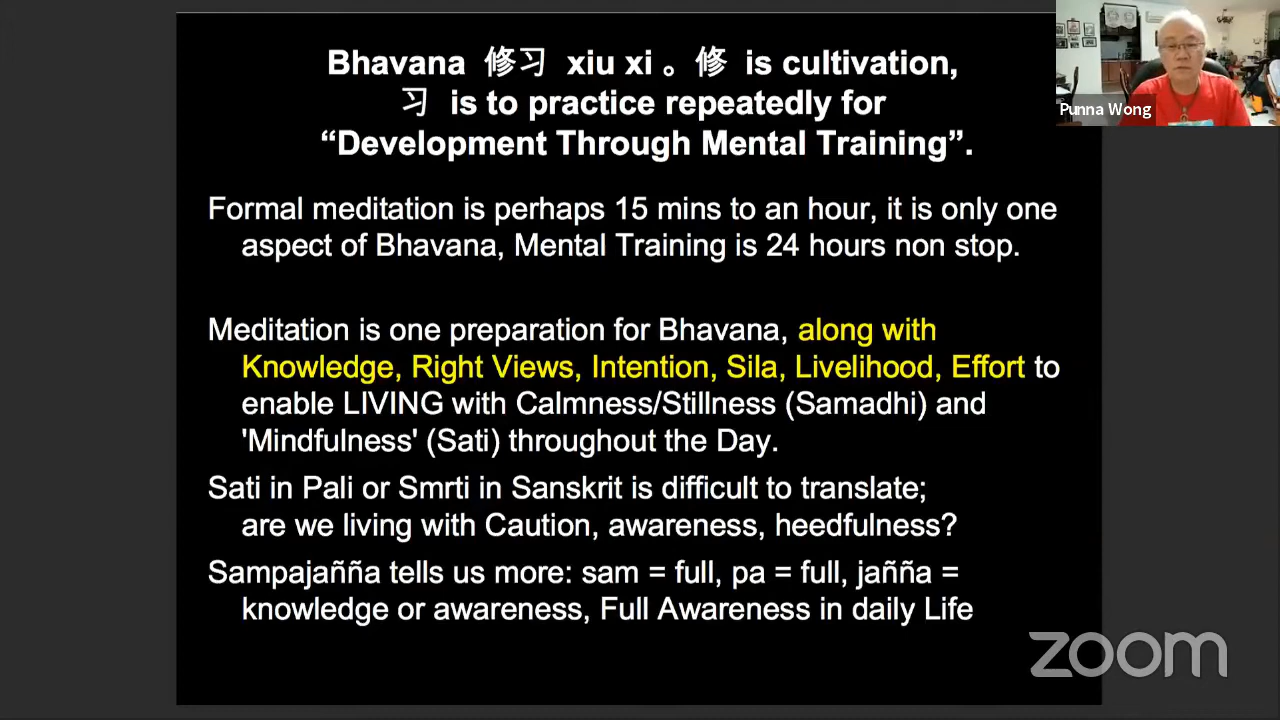 Bhavana 修习 xiu xi 。修 is cultivation,
习 is to practice repeatedly for
“Development Through Mental Training”.
Formal meditation is perhaps 15 mins to an hour, it is only one
aspect of Bhavana, Mental Training is 24 hours non stop.
Meditation is one preparation for Bhavana, along with
Knowledge, Right Views, Intention, Sila, Livelihood, Effort to
enable LIVING with Calmness/Stillness (Samadhi) and
'Mindfulness' (Sati) throughout the Day.
Sati in Pali or Smrti in Sanskrit is difficult to translate;
are we living with Caution, awareness, heedfulness?
Sampajañña tells us more: sam = full, pa = full, jañña =
knowledge or awareness, Full Awareness in daily Life
Punna Wong
zoom